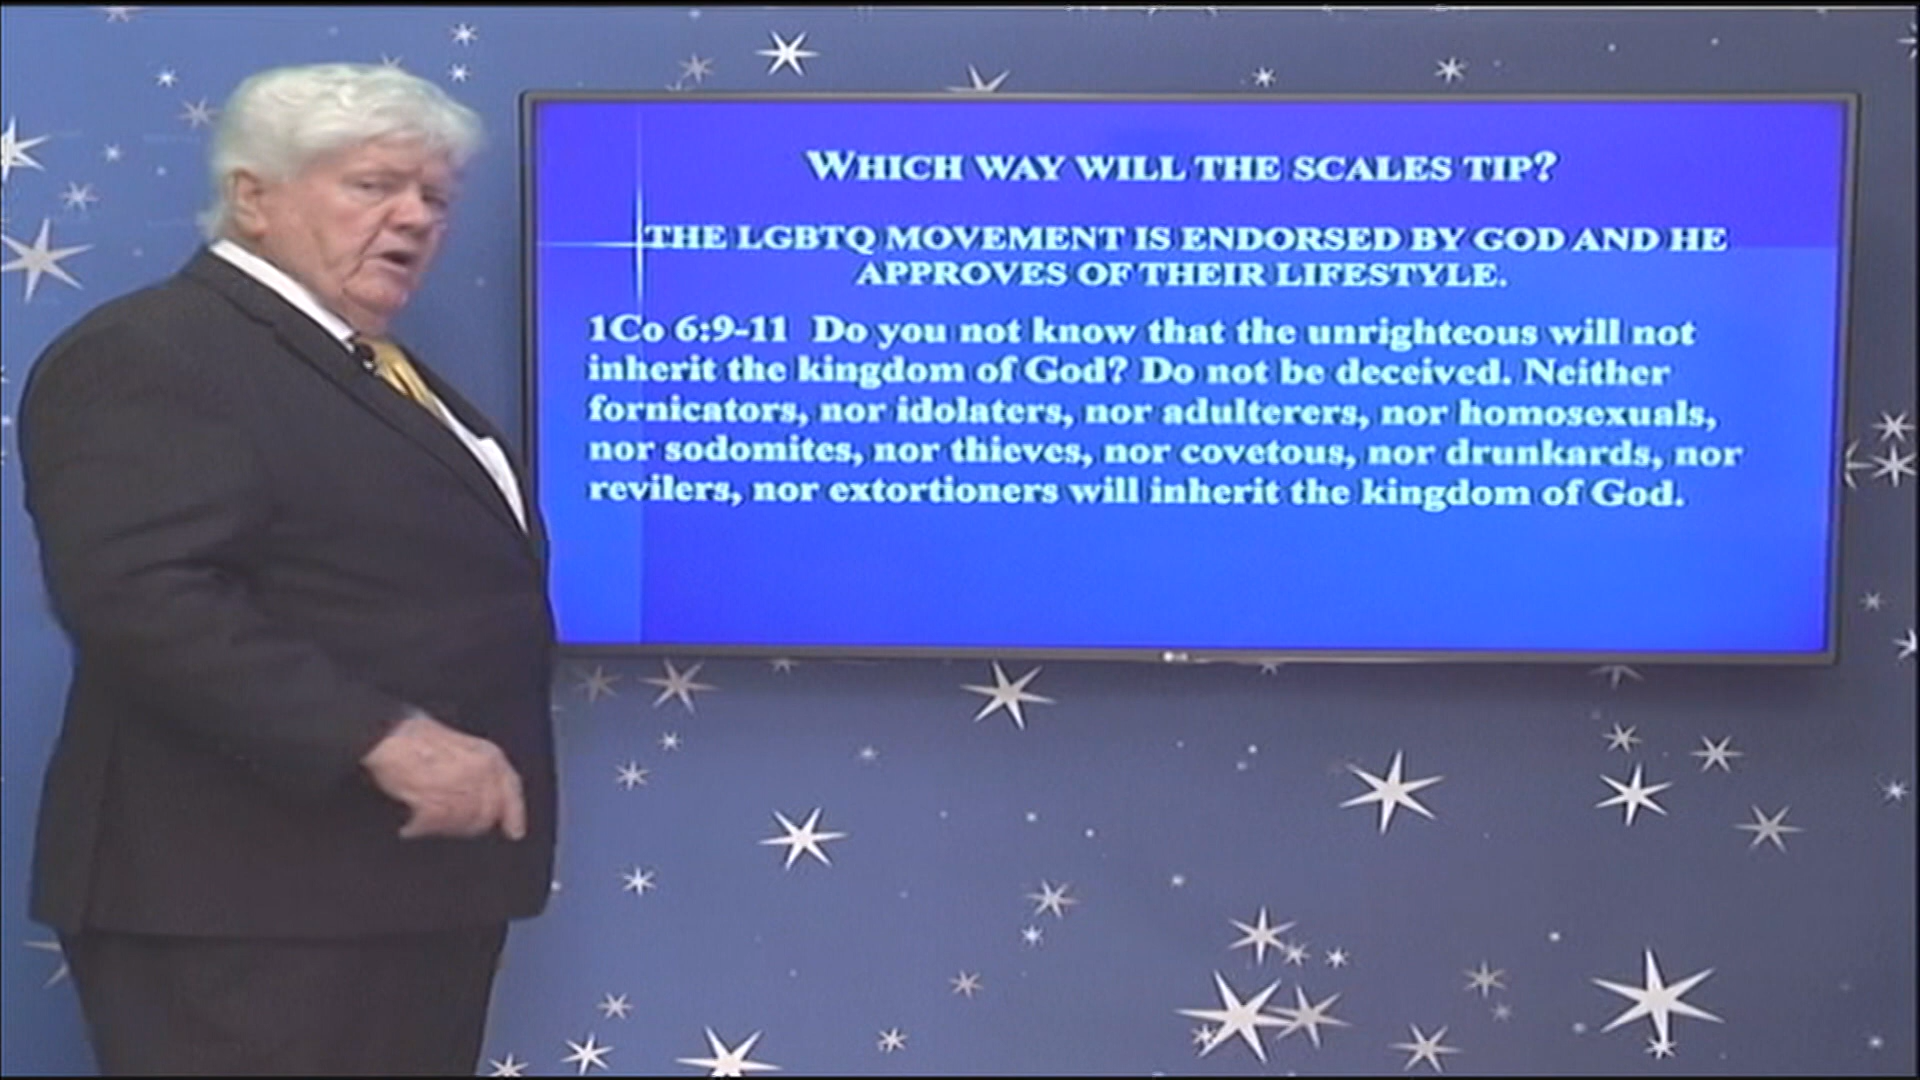 WHICH WAY WILL THE SCALES TIP?
THE LGBTQ MOVEMENT IS ENDORSED BY GOD AND HE
APPROVES OF THEIR LIFESTYLE.
1Co 6:9-11 Do you not know that the unrighteous will not
inherit the kingdom of God? Do not be deceived. Neither
fornicators, nor idolaters, nor adulterers, nor homosexuals,
nor sodomites, nor thieves, nor covetous, nor drunkards, nor
revilers, nor extortioners will inherit the kingdom of God.
LG